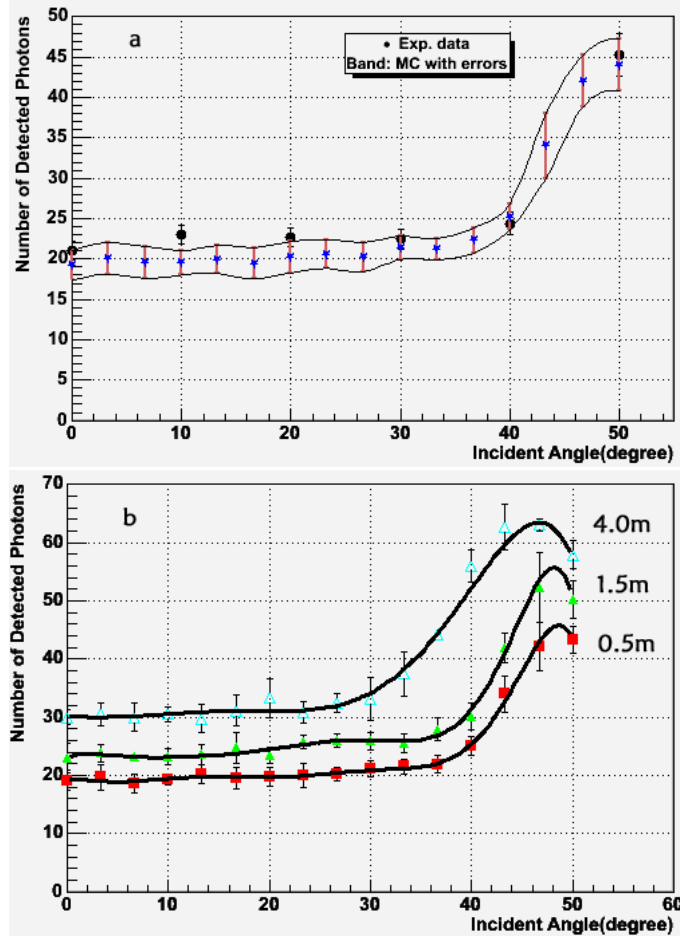 Number of Detected Photons
50
45
40
35
30
25
20
15
10
5
0
a
Exp. data
Band: MC with errors
0 10 20 30 40 50
Incident Angle(degree)
Number of Detected Photons
70
60
50
40
30
20
10
0
b
4.0m
1.5m
0.5m
0 10 20 30 40 50 60
Incident Angle(degree)